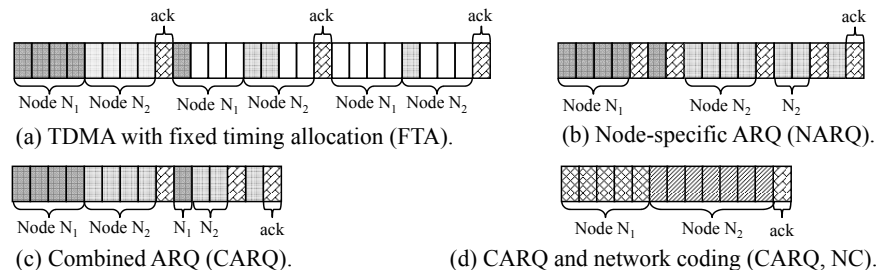 ack ack ack
Node N1 Node N2 Node N1 Node N2 Node N1 Node N2
(a) TDMA with fixed timing allocation (FTA).
ack
Node N1 Node N2 N2
(b) Node-specific ARQ (NARQ).
Node N1 Node N2 N1 N2 ack
(c) Combined ARQ (CARQ).
Node N1 Node N2 ack
(d) CARQ and network coding (CARQ, NC).